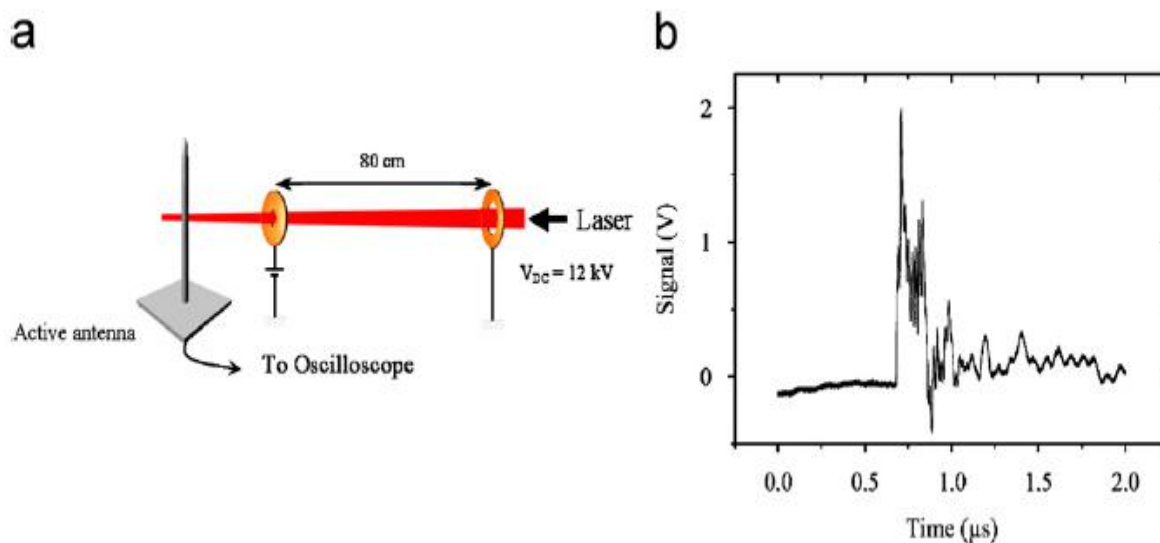 a
80 cm
Laser
V_DC = 12 kV
Active antenna
To Oscilloscope
b
Signal (V)
2
1
0
0.0 0.5 1.0 1.5 2.0
Time (µs)